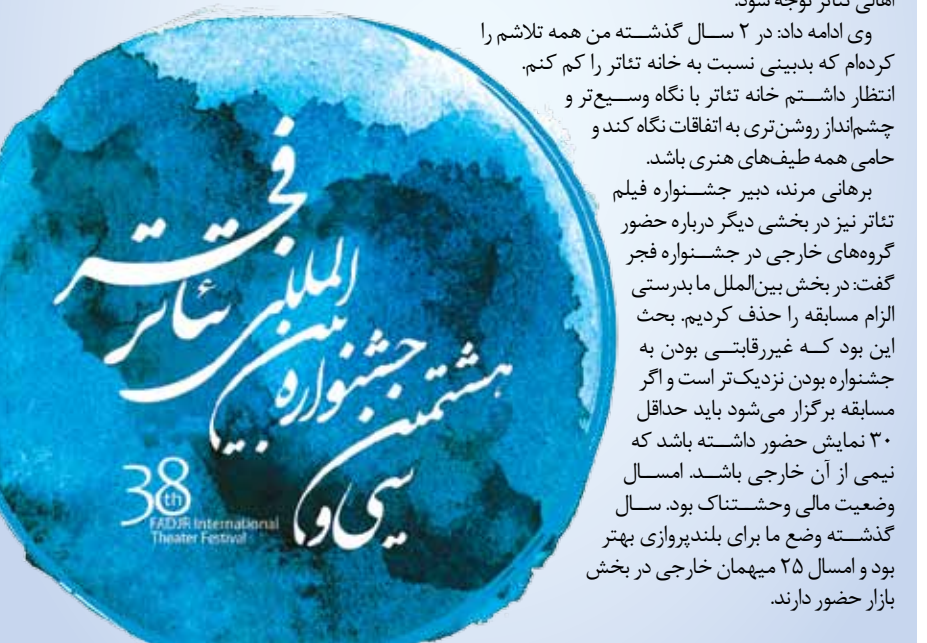 اهالی تئاتر توجه شود.
وی ادامه داد: در ۲ سال گذشته من همه تلاشم را
کرده‌ام که بدبینی نسبت به خانه تئاتر را کم کنم.
انتظار داشتم خانه تئاتر با نگاه وسیع‌تر و
چشم‌انداز روشن‌تری به اتفاقات نگاه کند و
حامی همه طیف‌های هنری باشد.
برهانی مرند، دبیر جشنواره فیلم
تئاتر نیز در بخشی دیگر درباره حضور
گروه‌های خارجی در جشنواره فجر
گفت: در بخش بین‌الملل ما بدرستی
الزام مسابقه را حذف کردیم. بحث
این بود که غیررقابتی بودن به
جشنواره بودن نزدیک‌تر است و اگر
مسابقه برگزار می‌شود باید حداقل
۳۰ نمایش حضور داشته باشد که
نیمی از آن خارجی باشد. امسال
وضعیت مالی وحشتناک بود. سال
گذشته وضع ما برای بلندپروازی بهتر
بود و امسال ۲۵ میهمان خارجی در بخش
بازار حضور دارند.
سی و
هشتمین
جشنواره
بین المللی
تئاتر
فجر
38th
FADJR International
Theater Festival